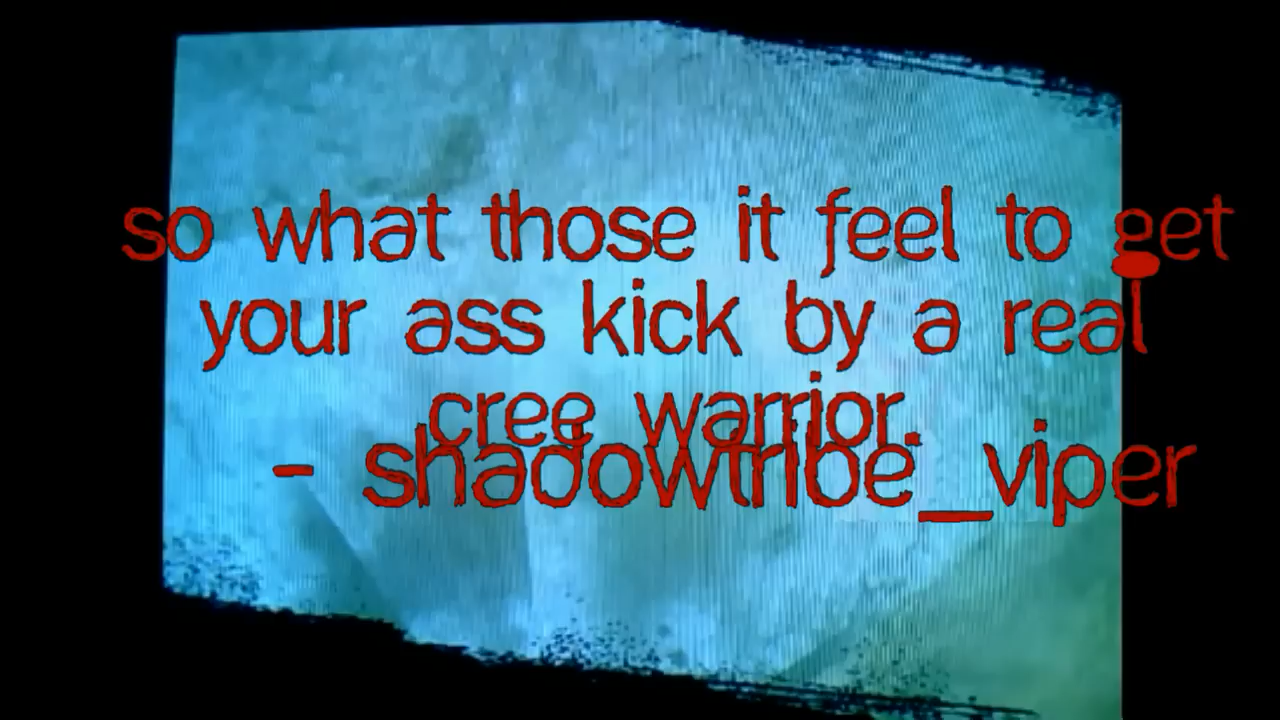 so what those it feel to get
your ass kick by a real
cree warrior.
- shadowtribe_viper